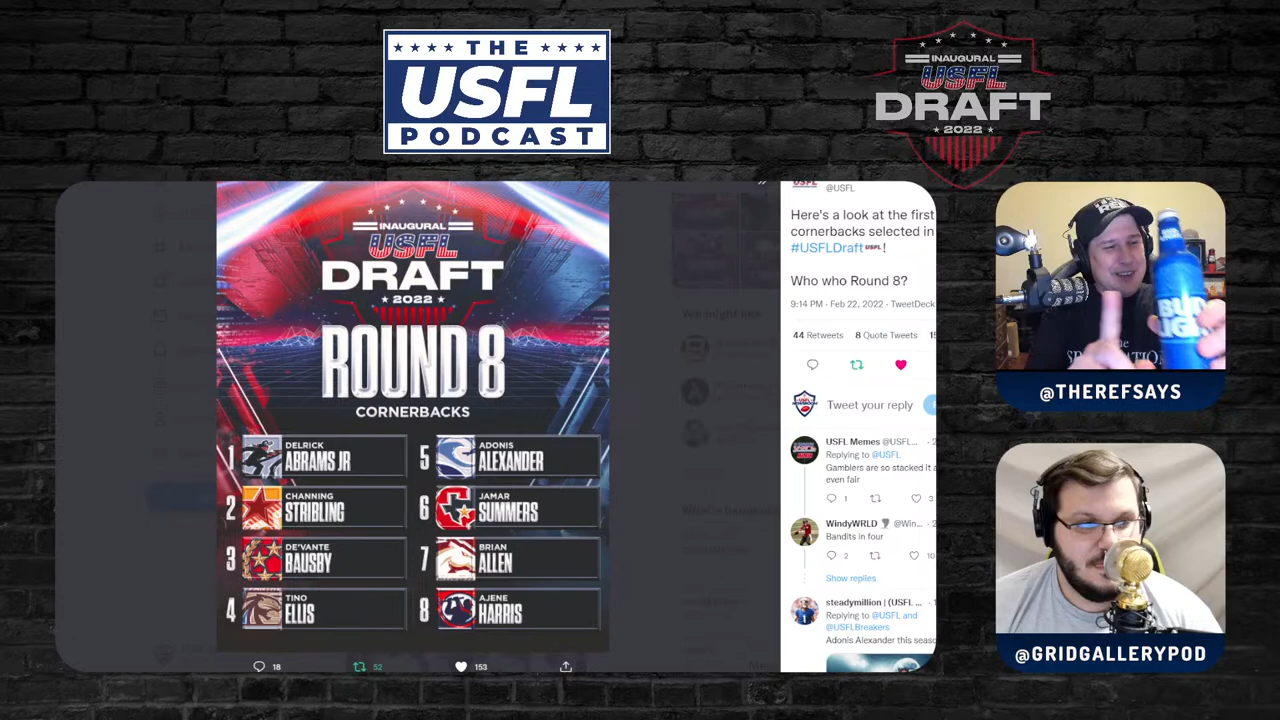 THE
USFL
PODCAST
INAUGURAL
USFL
DRAFT
2022
INAUGURAL
USFL
DRAFT
2022
ROUND 8
CORNERBACKS
1 DELRICK
ABRAMS JR
2 CHANNING
STRIBLING
3 DE'VANTE
BAUSBY
4 TINO
ELLIS
5 ADONIS
ALEXANDER
6 JAMAR
SUMMERS
7 BRIAN
ALLEN
8 AJENE
HARRIS
18 52 153
@USFL
Here's a look at the first
cornerbacks selected in
#USFLDraft USFL !
Who who Round 8?
9:14 PM · Feb 22, 2022 · TweetDeck
44 Retweets 8 Quote Tweets
Tweet your reply
USFL Memes @USFL...
Replying to @USFL
Gamblers are so stacked it
even fair
1 3
WindyWRLD @Win...
Bandits in four
2 10
Show replies
steadymillion | (USFL ...
Replying to @USFL and
@USFLBreakers
Adonis Alexander this
BUD
LIGHT
@THEREFSAYS
@GRIDGALLERYPOD